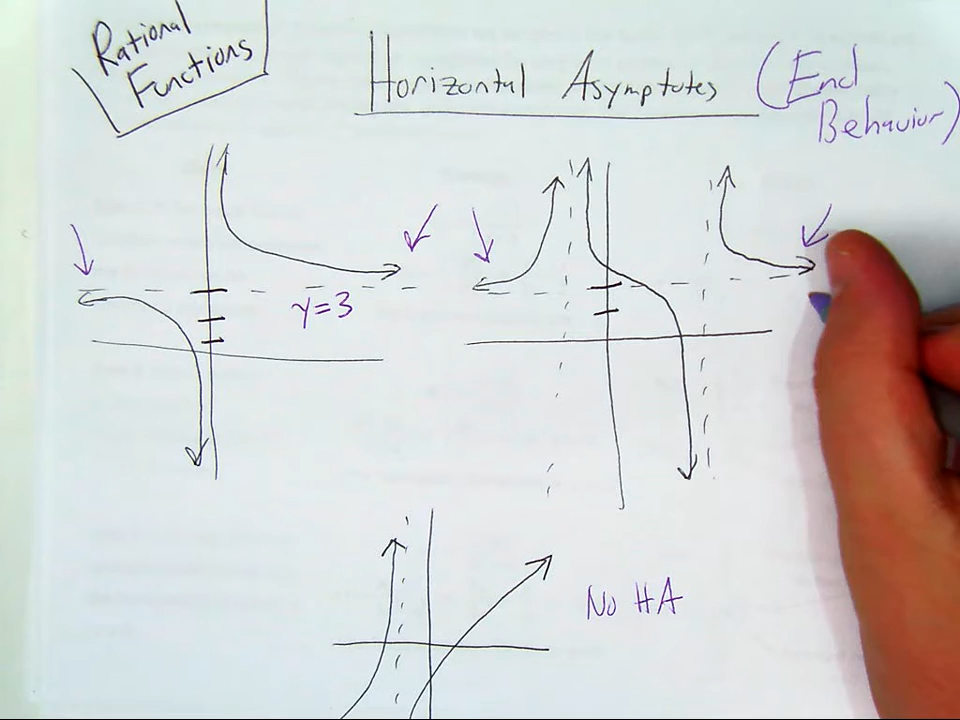 Rational
Functions
Horizontal Asymptotes
(End
Behavior)
y=3
No HA